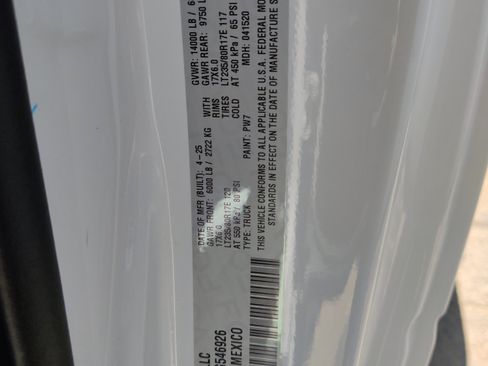 LLC
DATE OF MFR (BUILT): 4-25
GVWR: 14000 LB /
GAWR FRONT: 6000 LB / 2722 KG WITH
GAWR REAR: 9750
17X6.0 RIMS 17X6.0
LT235/80R17E 120 TIRES LT235/80R17E 117
AT 550 kPa / 80 PSI COLD AT 450 kPa / 65 PSI
546926
TYPE: TRUCK PAINT: PW7 MDH: 041520
MEXICO
THIS VEHICLE CONFORMS TO ALL APPLICABLE U.S.A. FEDERAL
STANDARDS IN EFFECT ON THE DATE OF MANUFACTURE